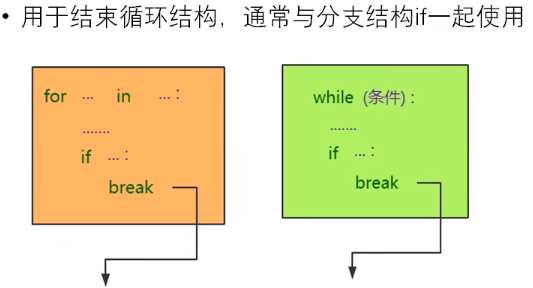 • 用于结束循环结构，通常与分支结构if一起使用
for ... in ... :
.......
if ... :
break
while (条件) :
.......
if ... :
break